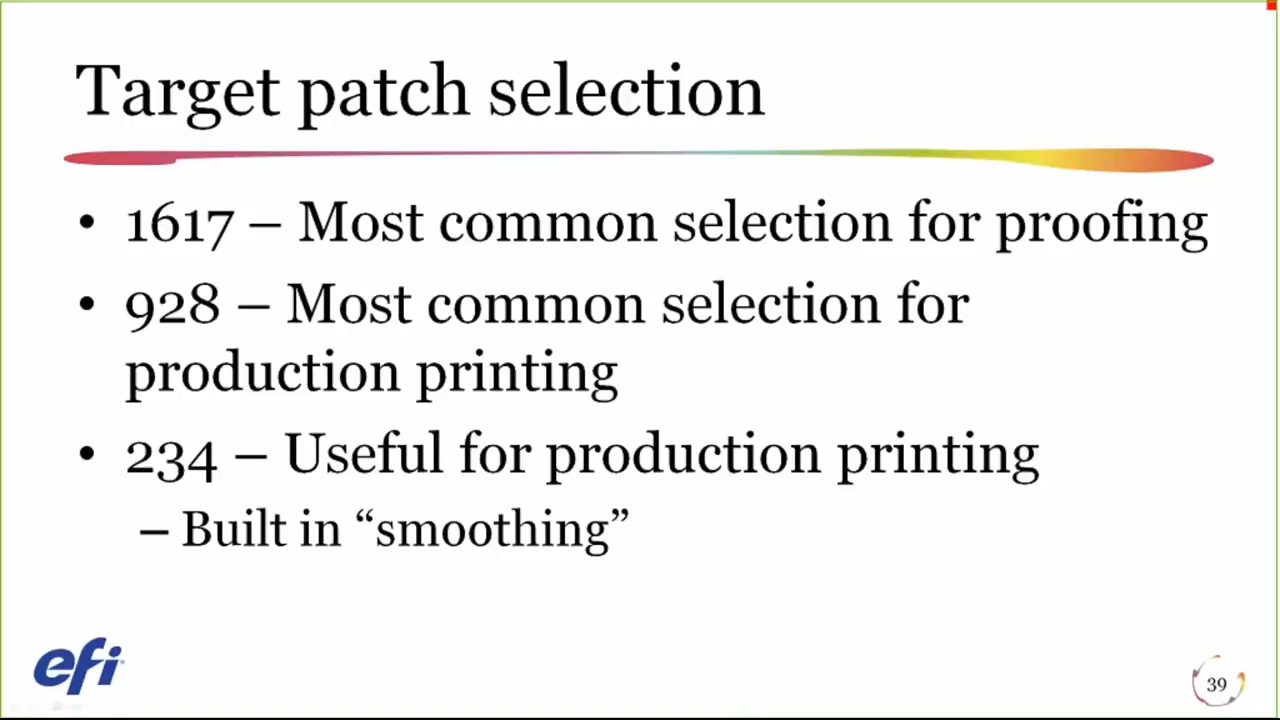 Target patch selection
• 1617 – Most common selection for proofing
• 928 – Most common selection for
production printing
• 234 – Useful for production printing
– Built in “smoothing”
efi
39